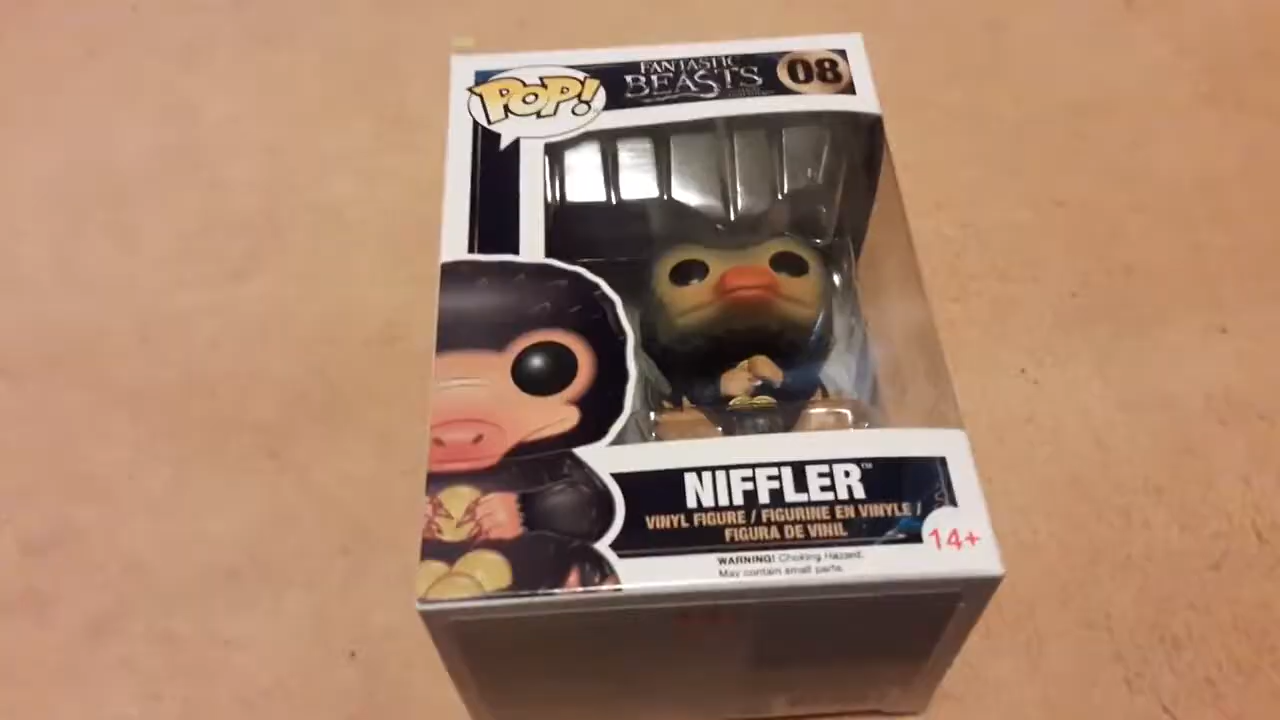 POP!
FANTASTIC
BEASTS
08
NIFFLER™
VINYL FIGURE / FIGURINE EN VINYLE /
FIGURA DE VINIL
14+
WARNING! Choking Hazard.
May contain small parts.